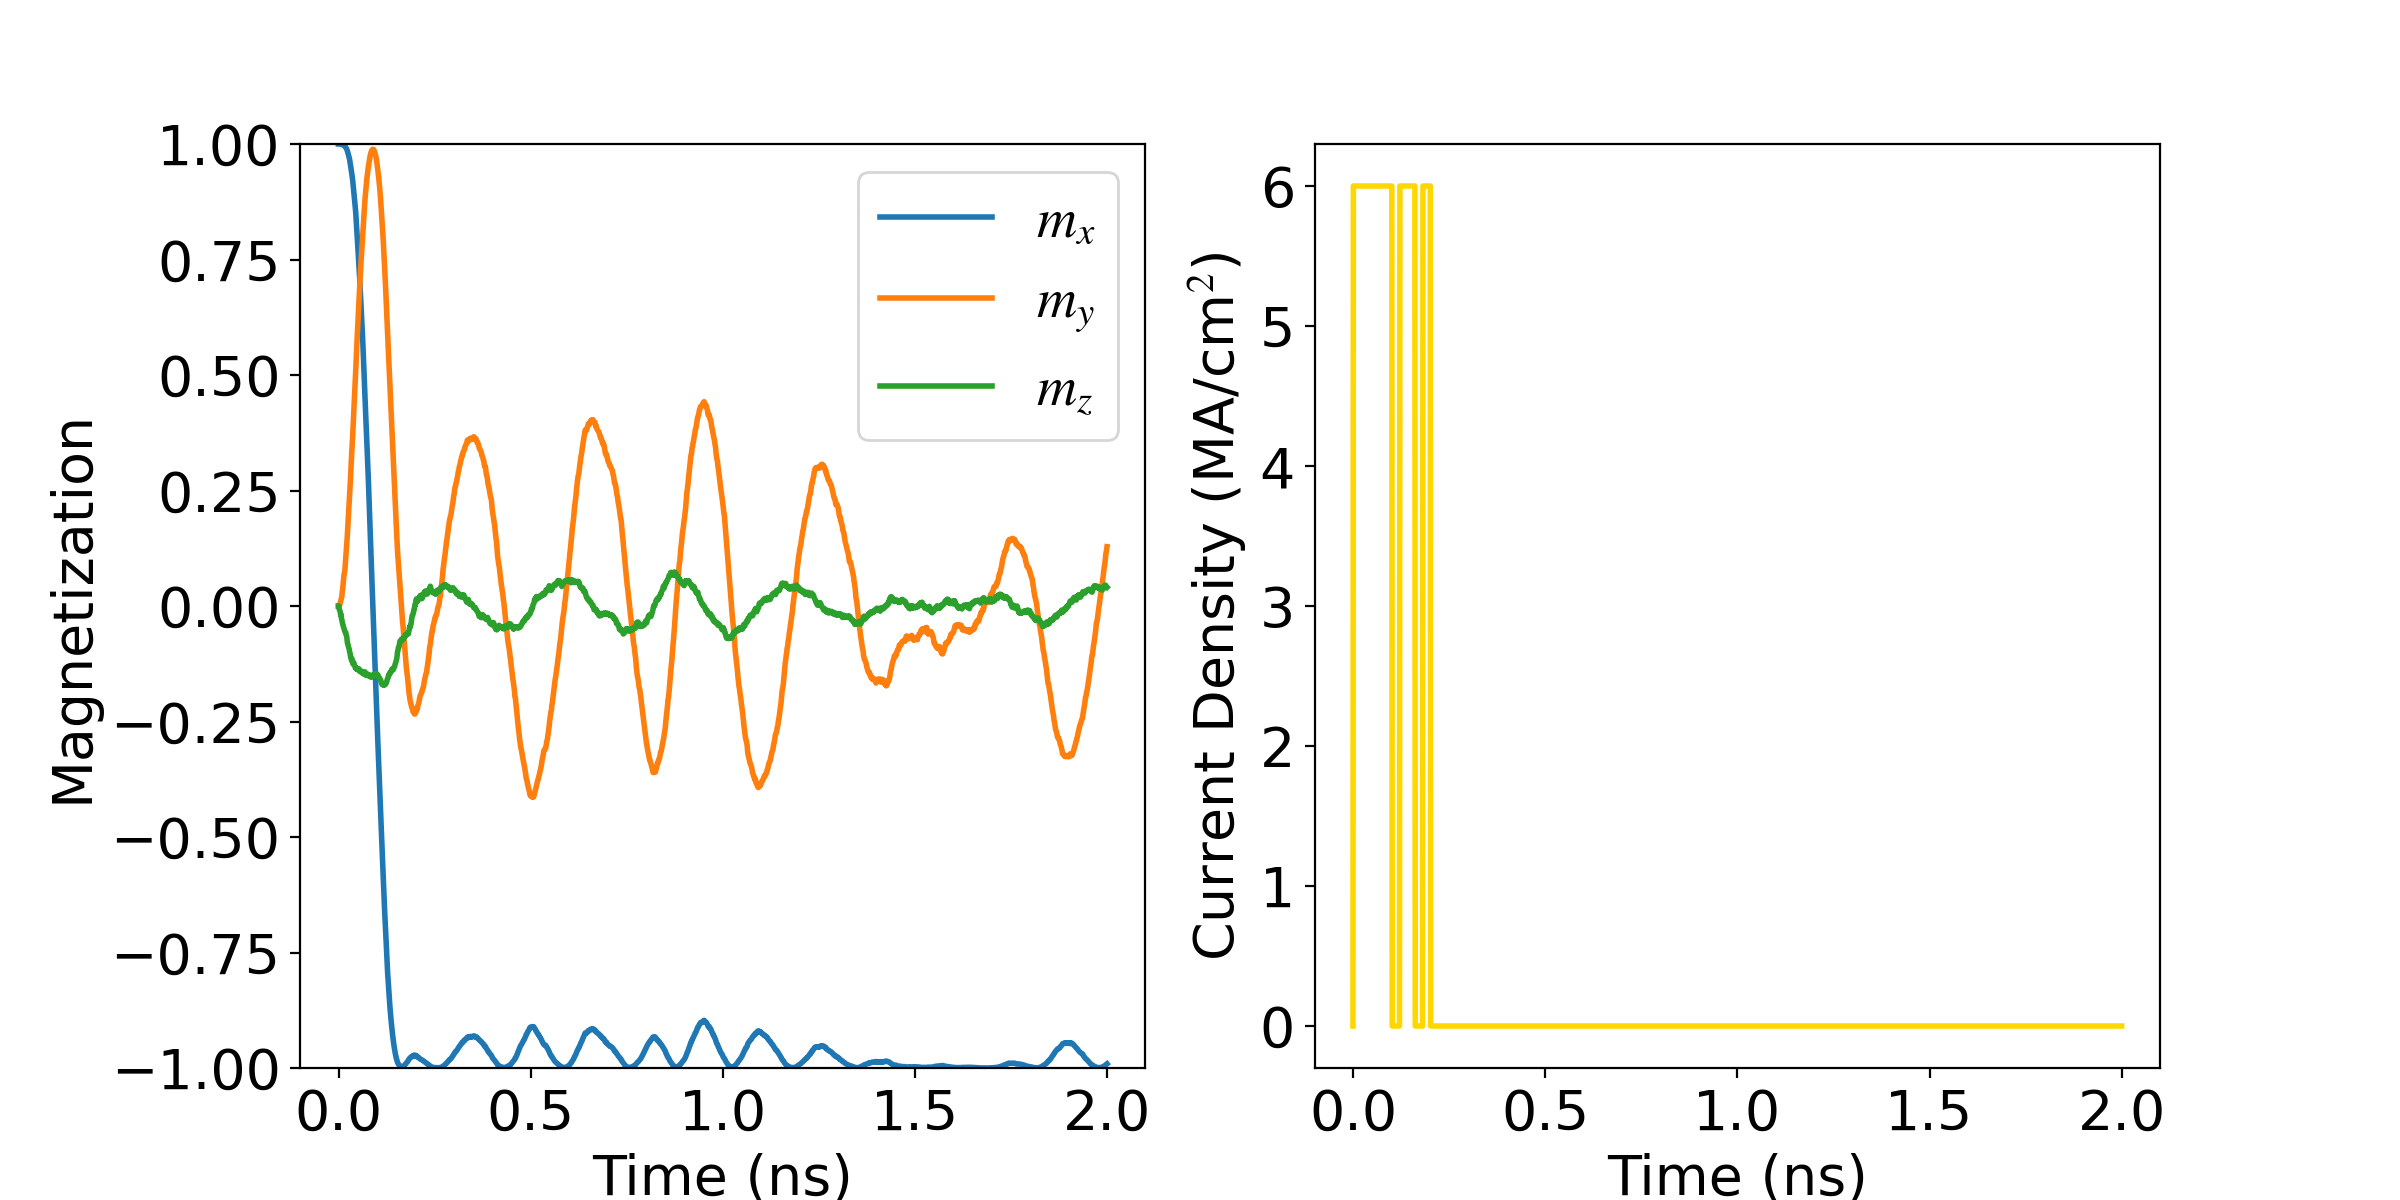 1.00
0.75
0.50
0.25
0.00
−0.25
−0.50
−0.75
−1.00
Magnetization
0.0 0.5 1.0 1.5 2.0
Time (ns)
m_x
m_y
m_z
6
5
4
3
2
1
0
Current Density (MA/cm²)
0.0 0.5 1.0 1.5 2.0
Time (ns)